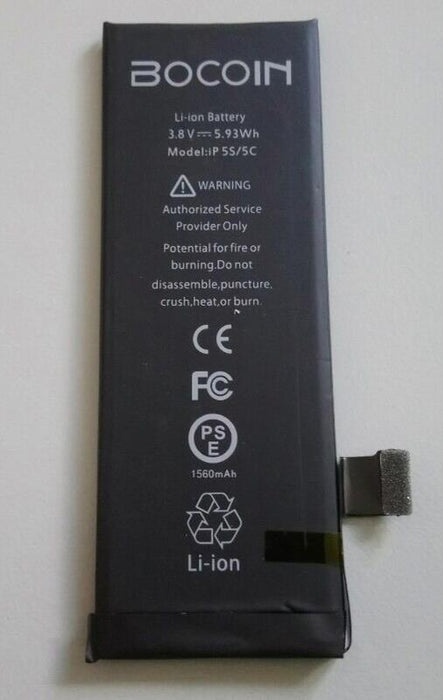 BOCOIN
Li-ion Battery
3.8 V⎓5.93Wh
Model:iP 5S/5C
WARNING
Authorized Service
Provider Only
Potential for fire or
burning.Do not
disassemble,puncture,
crush,heat,or burn.
CE
FC
PS
E
1560mAh
Li-ion